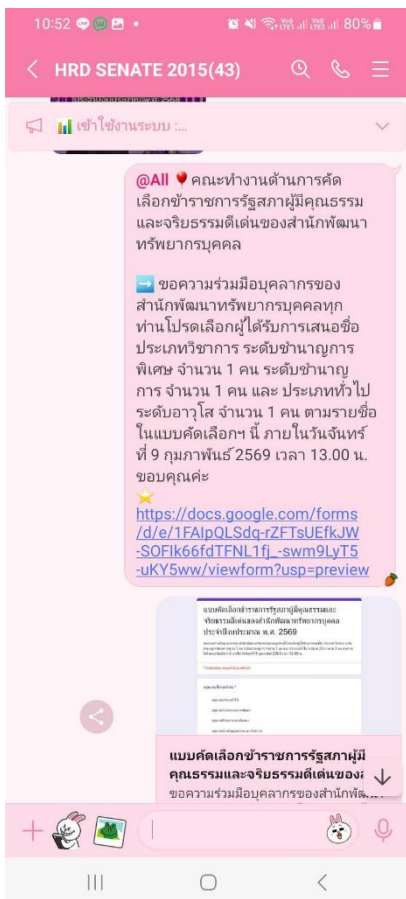 10:52
80%
HRD SENATE 2015(43)
เข้าใช้งานระบบ :...
@All 🎈คณะทำงานด้านการคัด
เลือกข้าราชการรัฐสภาผู้มีคุณธรรม
และจริยธรรมดีเด่นของสำนักพัฒนา
ทรัพยากรบุคคล
➡️ ขอความร่วมมือบุคลากรของ
สำนักพัฒนาทรัพยากรบุคคลทุก
ท่านโปรดเลือกผู้ได้รับการเสนอชื่อ
ประเภทวิชาการ ระดับชำนาญการ
พิเศษ จำนวน 1 คน ระดับชำนาญ
การ จำนวน 1 คน และ ประเภททั่วไป
ระดับอาวุโส จำนวน 1 คน ตามรายชื่อ
ในแบบคัดเลือกฯ นี้ ภายในวันจันทร์
ที่ 9 กุมภาพันธ์ 2569 เวลา 13.00 น.
ขอบคุณค่ะ
⭐
https://docs.google.com/forms
/d/e/1FAIpQLSdq-rZFTsUEfkJW
-SOFIk66fdTFNL1fj_-swm9LyT5
-uKY5ww/viewform?usp=preview
แบบคัดเลือกข้าราชการรัฐสภาผู้มีคุณธรรมและ
จริยธรรมดีเด่นของสำนักพัฒนาทรัพยากรบุคคล
ประจำปีงบประมาณ พ.ศ. 2569
แบบคัดเลือกข้าราชการรัฐสภาผู้มี
คุณธรรมและจริยธรรมดีเด่นของ
ขอความร่วมมือบุคลากรของสำนักพัฒ